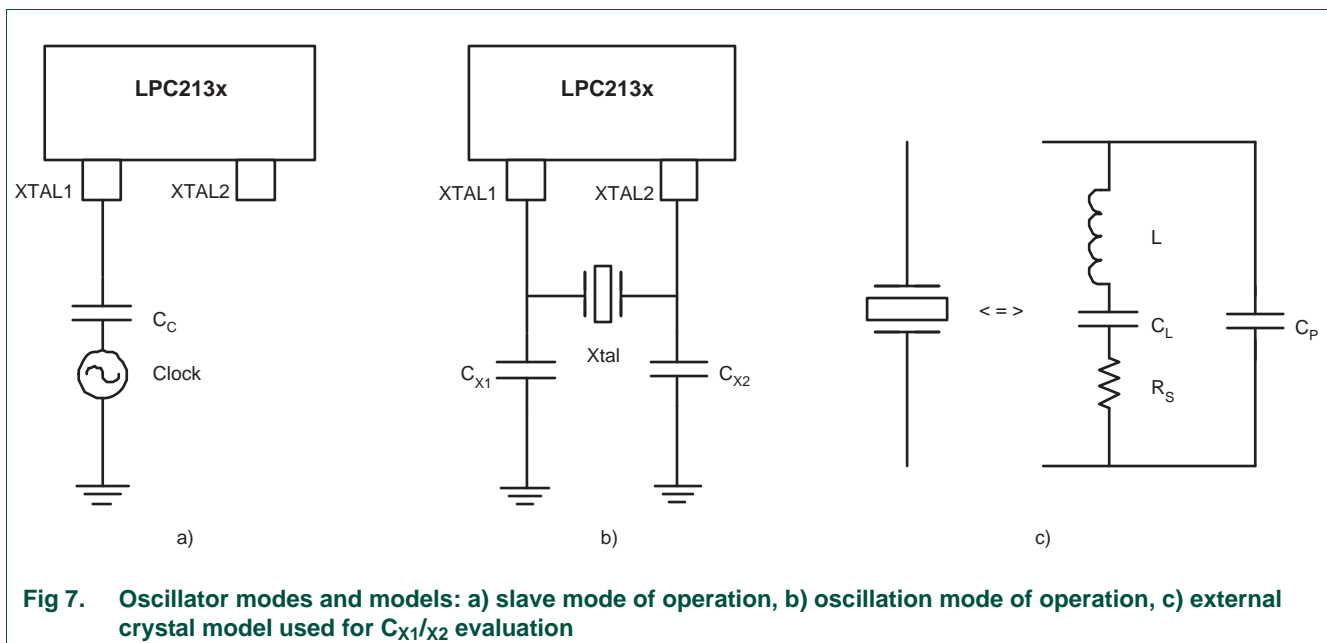 LPC213x
XTAL1
XTAL2
C_C
Clock
a)
LPC213x
XTAL1
XTAL2
Xtal
C_X1
C_X2
b)
< = >
L
C_L
R_S
C_P
c)
Fig 7. Oscillator modes and models: a) slave mode of operation, b) oscillation mode of operation, c) external
crystal model used for C_X1/X2 evaluation